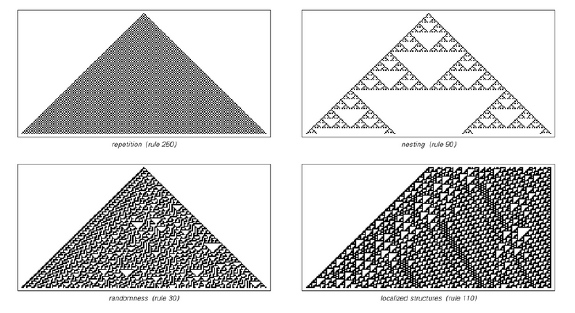 repetition (rule 250)
nesting (rule 90)
randomness (rule 30)
localized structures (rule 110)